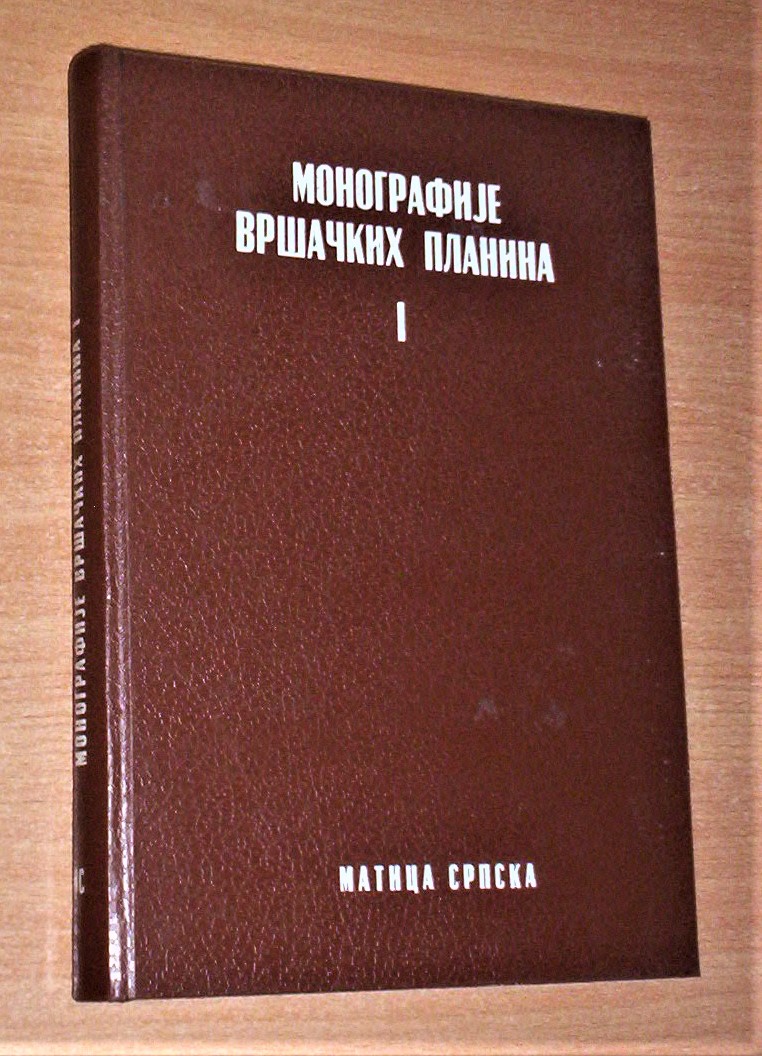 МОНОГРАФИЈЕ
ВРШАЧКИХ ПЛАНИНА
I
МАТИЦА СРПСКА
МОНОГРАФИЈЕ ВРШАЧКИХ ПЛАНИНА I